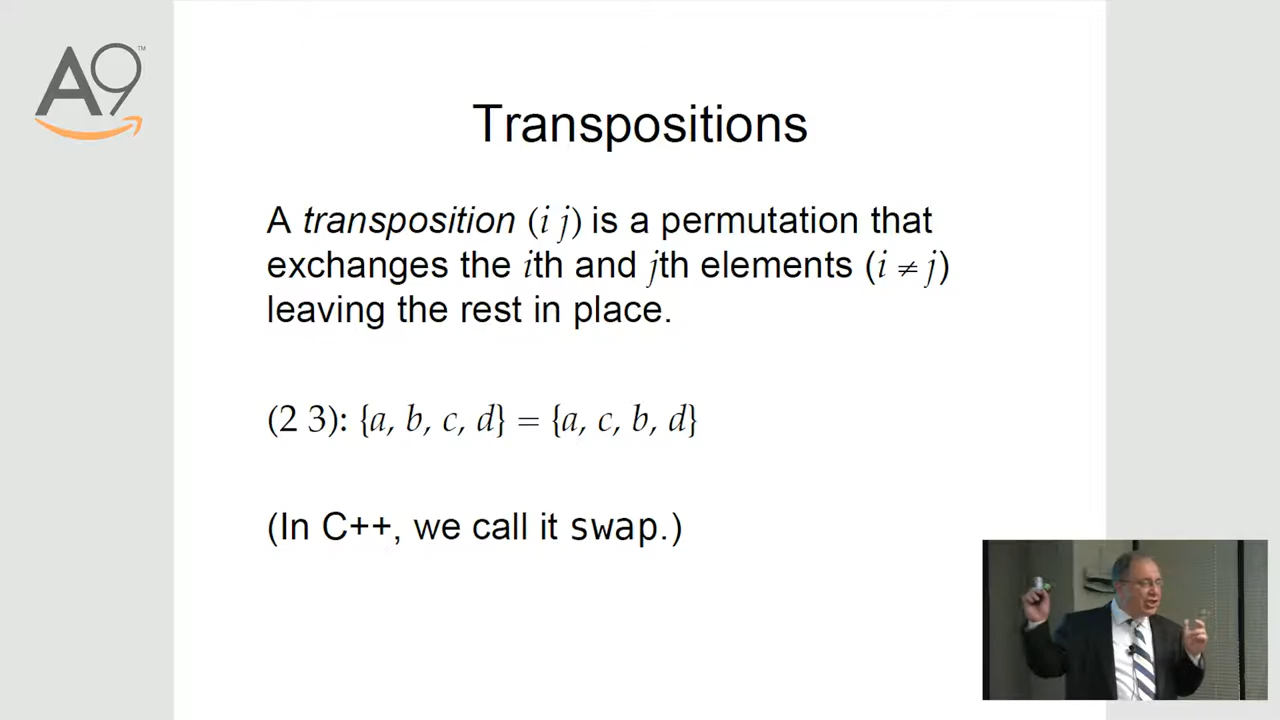 A9™
Transpositions
A transposition (i j) is a permutation that
exchanges the ith and jth elements (i ≠ j)
leaving the rest in place.
(2 3): {a, b, c, d} = {a, c, b, d}
(In C++, we call it swap.)